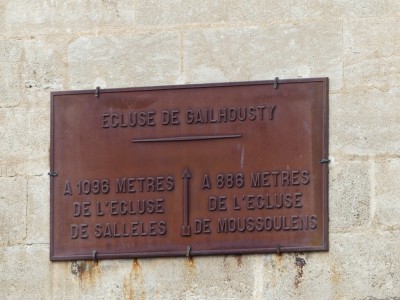 ECLUSE DE GAILHOUSTY
A 1096 METRES
DE L'ECLUSE
DE SALLELES
A 886 METRES
DE L'ECLUSE
DE MOUSSOULENS